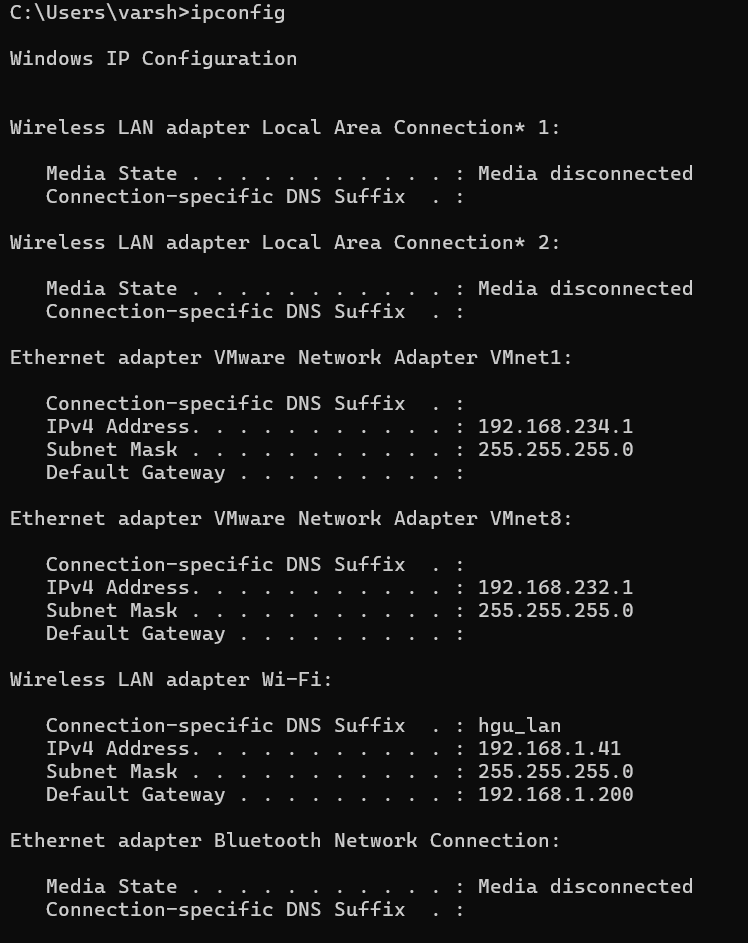 C:\Users\varsh>ipconfig
Windows IP Configuration
Wireless LAN adapter Local Area Connection* 1:
   Media State . . . . . . . . . . . : Media disconnected
   Connection-specific DNS Suffix  . :
Wireless LAN adapter Local Area Connection* 2:
   Media State . . . . . . . . . . . : Media disconnected
   Connection-specific DNS Suffix  . :
Ethernet adapter VMware Network Adapter VMnet1:
   Connection-specific DNS Suffix  . :
   IPv4 Address. . . . . . . . . . . : 192.168.234.1
   Subnet Mask . . . . . . . . . . . : 255.255.255.0
   Default Gateway . . . . . . . . . :
Ethernet adapter VMware Network Adapter VMnet8:
   Connection-specific DNS Suffix  . :
   IPv4 Address. . . . . . . . . . . : 192.168.232.1
   Subnet Mask . . . . . . . . . . . : 255.255.255.0
   Default Gateway . . . . . . . . . :
Wireless LAN adapter Wi-Fi:
   Connection-specific DNS Suffix  . : hgu_lan
   IPv4 Address. . . . . . . . . . . : 192.168.1.41
   Subnet Mask . . . . . . . . . . . : 255.255.255.0
   Default Gateway . . . . . . . . . : 192.168.1.200
Ethernet adapter Bluetooth Network Connection:
   Media State . . . . . . . . . . . : Media disconnected
   Connection-specific DNS Suffix  . :